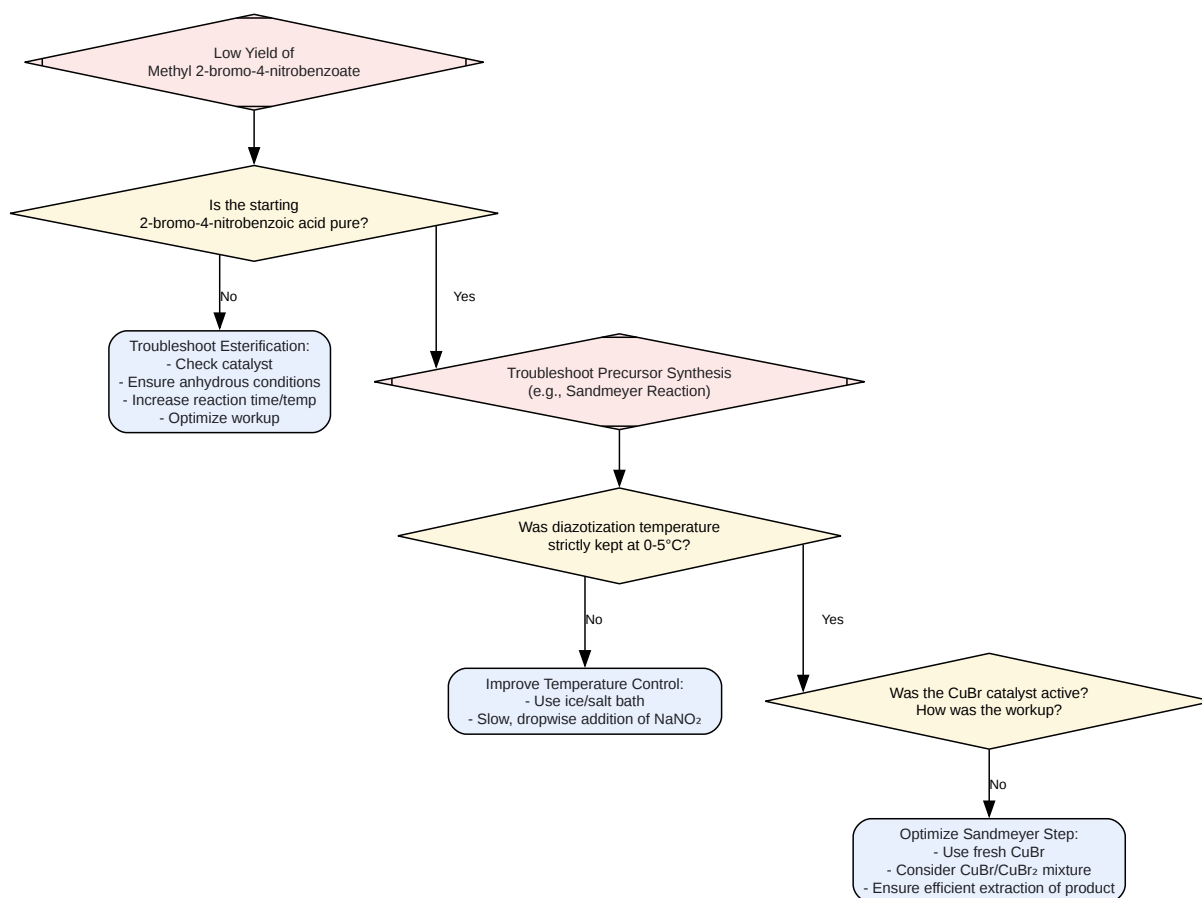 Low Yield of
Methyl 2-bromo-4-nitrobenzoate
Is the starting
2-bromo-4-nitrobenzoic acid pure?
No
Yes
Troubleshoot Esterification:
- Check catalyst
- Ensure anhydrous conditions
- Increase reaction time/temp
- Optimize workup
Troubleshoot Precursor Synthesis
(e.g., Sandmeyer Reaction)
Was diazotization temperature
strictly kept at 0-5°C?
No
Yes
Improve Temperature Control:
- Use ice/salt bath
- Slow, dropwise addition of NaNO₂
Was the CuBr catalyst active?
How was the workup?
No
Optimize Sandmeyer Step:
- Use fresh CuBr
- Consider CuBr/CuBr₂ mixture
- Ensure efficient extraction of product